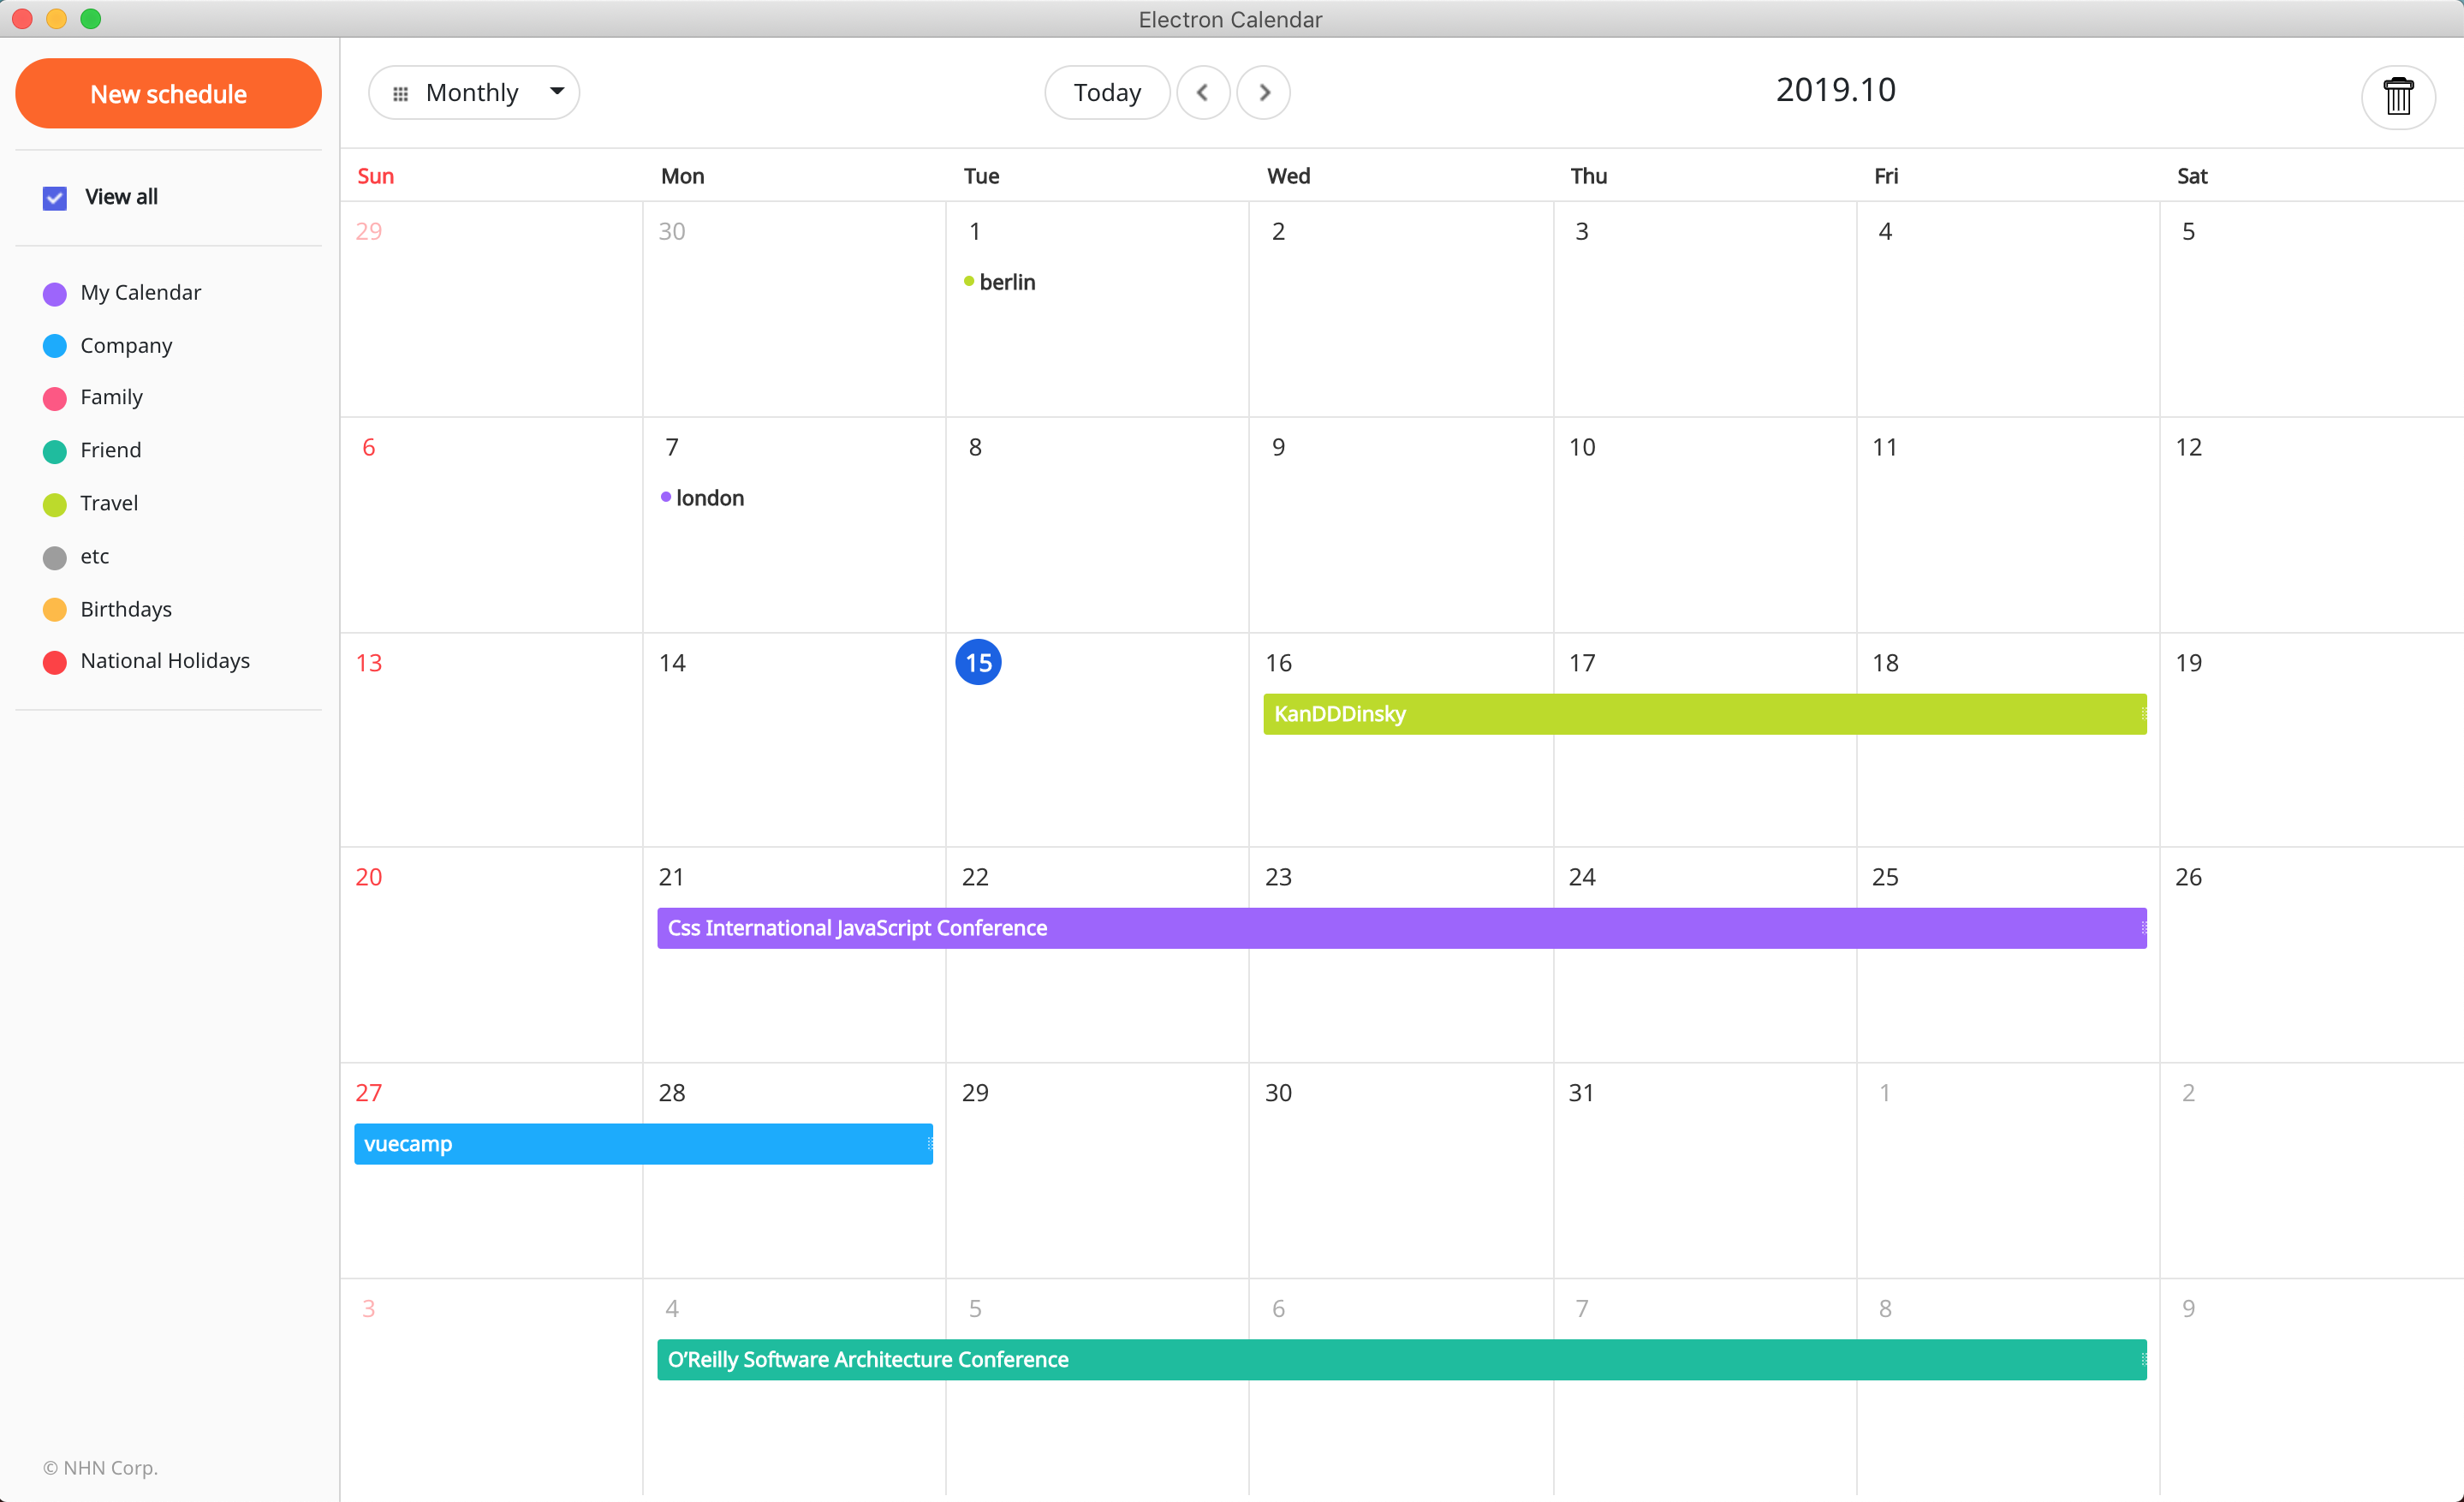 Electron Calendar
New schedule
Monthly
Today
2019.10
View all
My Calendar
Company
Family
Friend
Travel
etc
Birthdays
National Holidays
© NHN Corp.
Sun Mon Tue Wed Thu Fri Sat
29 30 1 2 3 4 5
berlin
6 7 8 9 10 11 12
london
13 14 15 16 17 18 19
KanDDDinsky
20 21 22 23 24 25 26
Css International JavaScript Conference
27 28 29 30 31 1 2
vuecamp
3 4 5 6 7 8 9
O’Reilly Software Architecture Conference